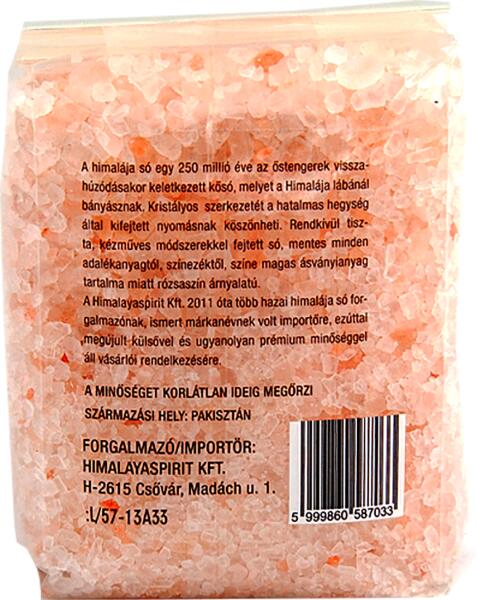 A himalája só egy 250 millió éve az őstengerek vissza-
húzódásakor keletkezett kősó, melyet a Himalája lábánál
bányásznak. Kristályos szerkezetét a hatalmas hegység
által kifejtett nyomásnak köszönheti. Rendkívül tisz-
ta, kézműves módszerekkel fejtett só, mentes minden
adalékanyagtól, színezéktől, színe magas ásványianyag
tartalma miatt rózsaszín árnyalatú.
A Himalayaspirit Kft. 2011 óta több hazai himalája só for-
galmazónak, ismert márkanévnek volt importőre, ezúttal
megújult külsővel és ugyanolyan prémium minőséggel
áll vásárlói rendelkezésére.
A MINŐSÉGET KORLÁTLAN IDEIG MEGŐRZI
SZÁRMAZÁSI HELY: PAKISZTÁN
FORGALMAZÓ/IMPORTŐR:
HIMALAYASPIRIT KFT.
H-2615 Csővár, Madách u. 1.
:L/57-13A33
5 999860 587033